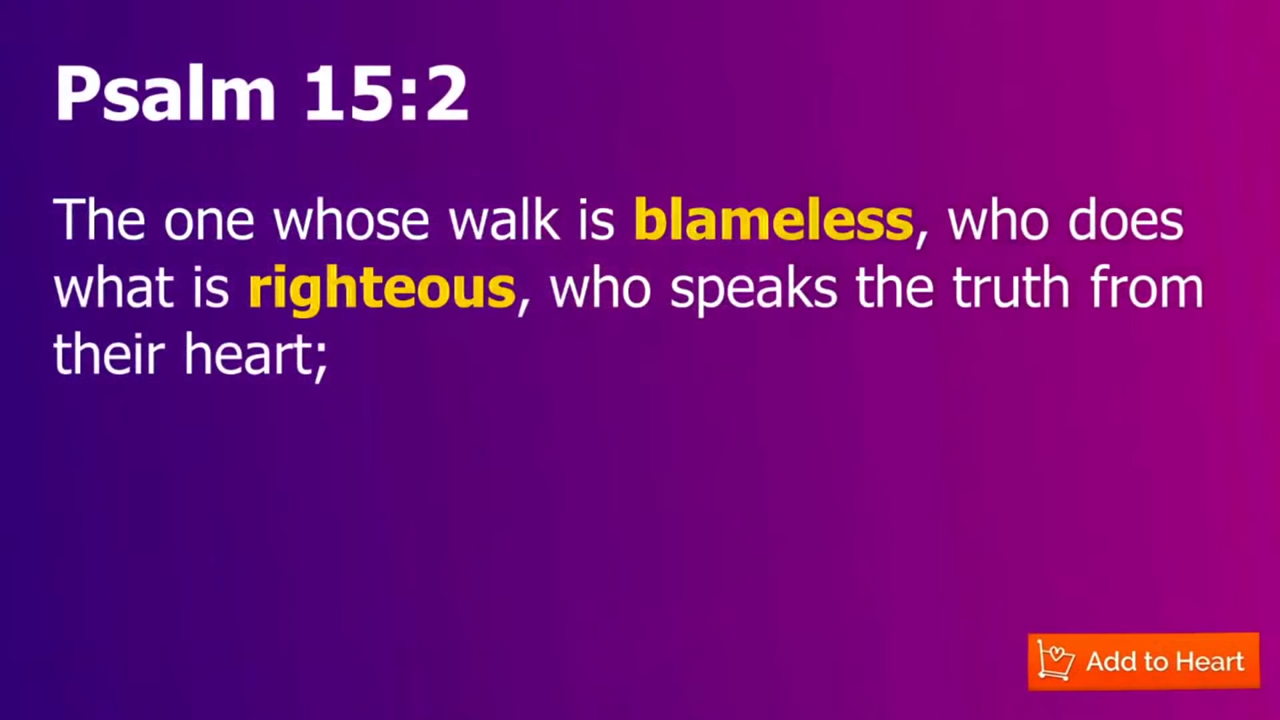 Psalm 15:2
The one whose walk is blameless, who does
what is righteous, who speaks the truth from
their heart;
Add to Heart